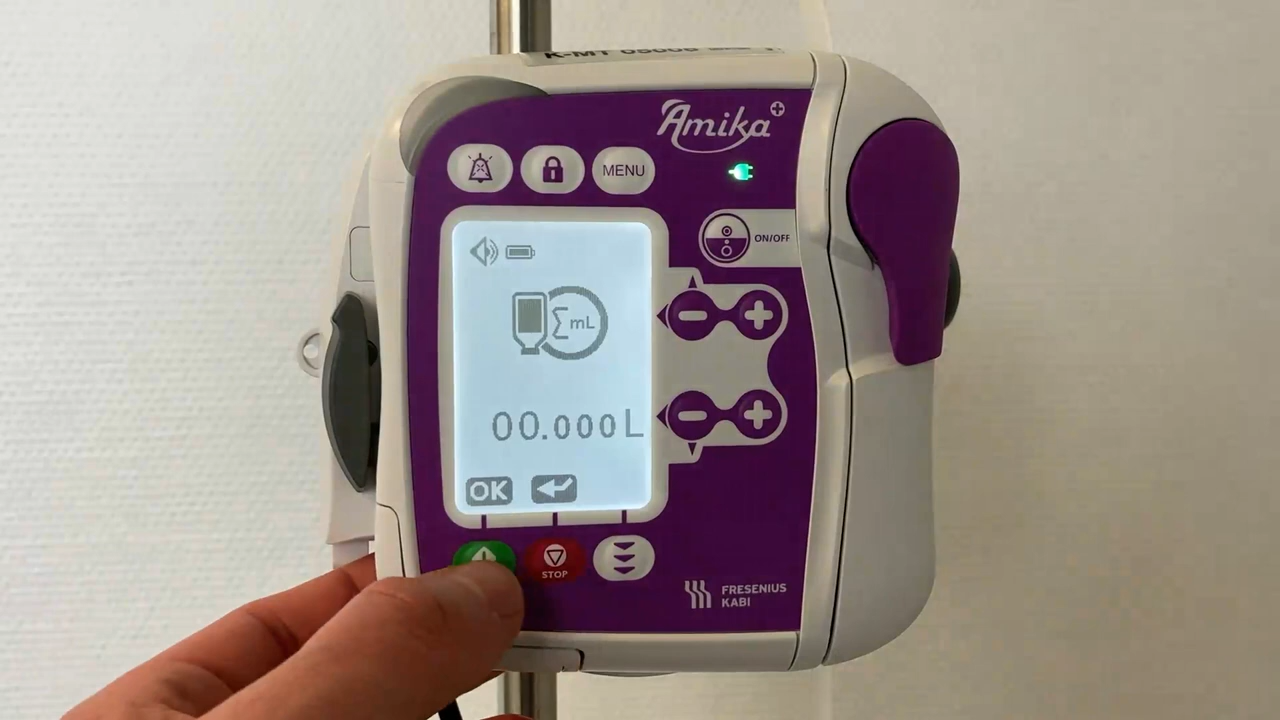 Amika+
MENU
ON/OFF
Σ mL
00.000L
OK
STOP
FRESENIUS
KABI